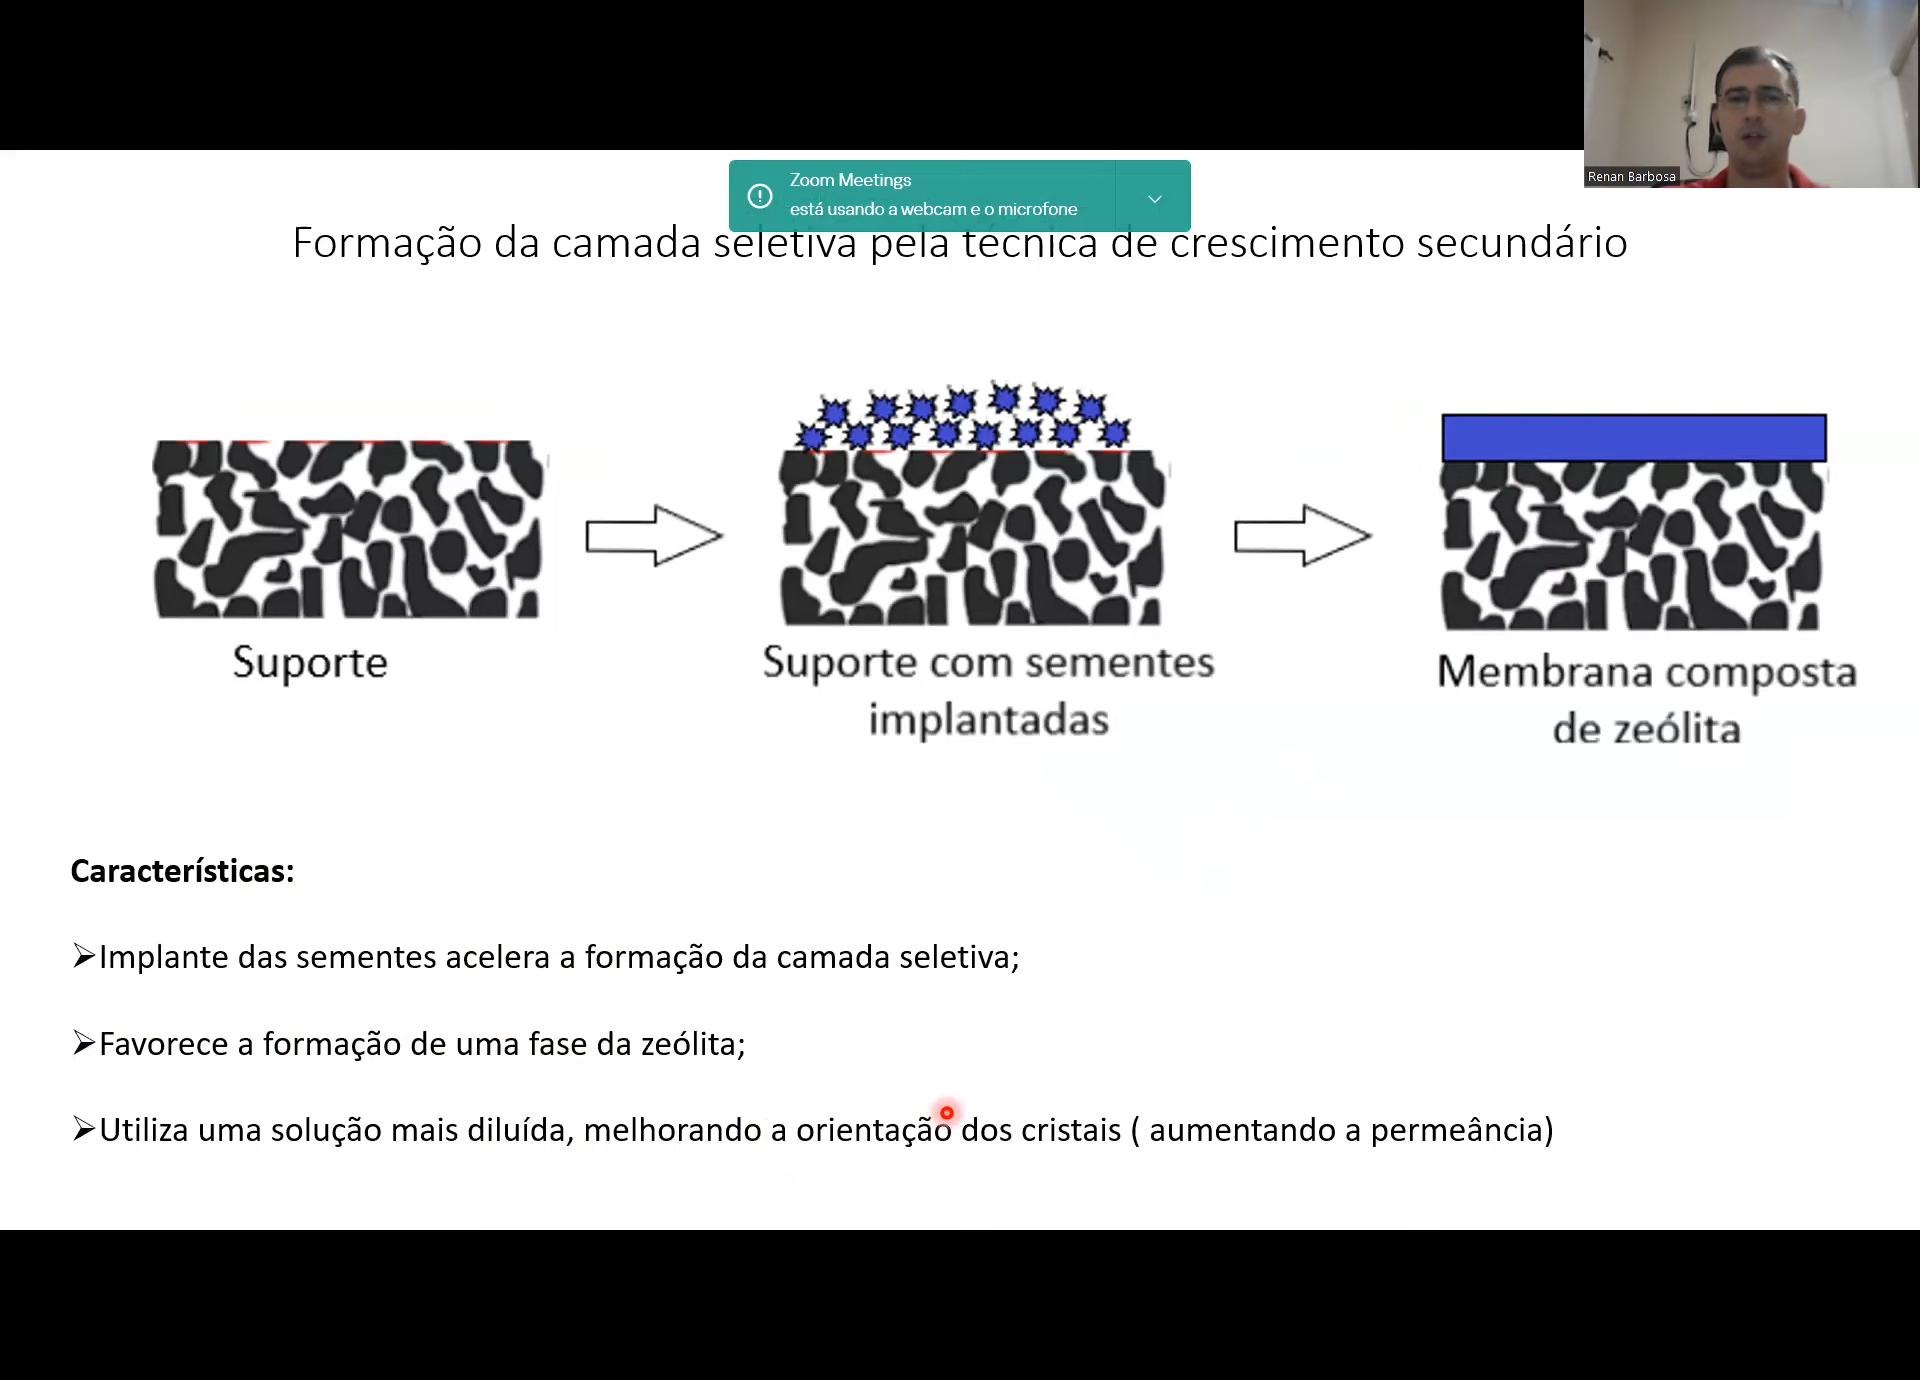 Renan Barbosa
Zoom Meetings
está usando a webcam e o microfone
Formação da camada seletiva pela técnica de crescimento secundário
Suporte
Suporte com sementes
implantadas
Membrana composta
de zeólita
Características:
➢Implante das sementes acelera a formação da camada seletiva;
➢Favorece a formação de uma fase da zeólita;
➢Utiliza uma solução mais diluída, melhorando a orientação dos cristais ( aumentando a permeância)